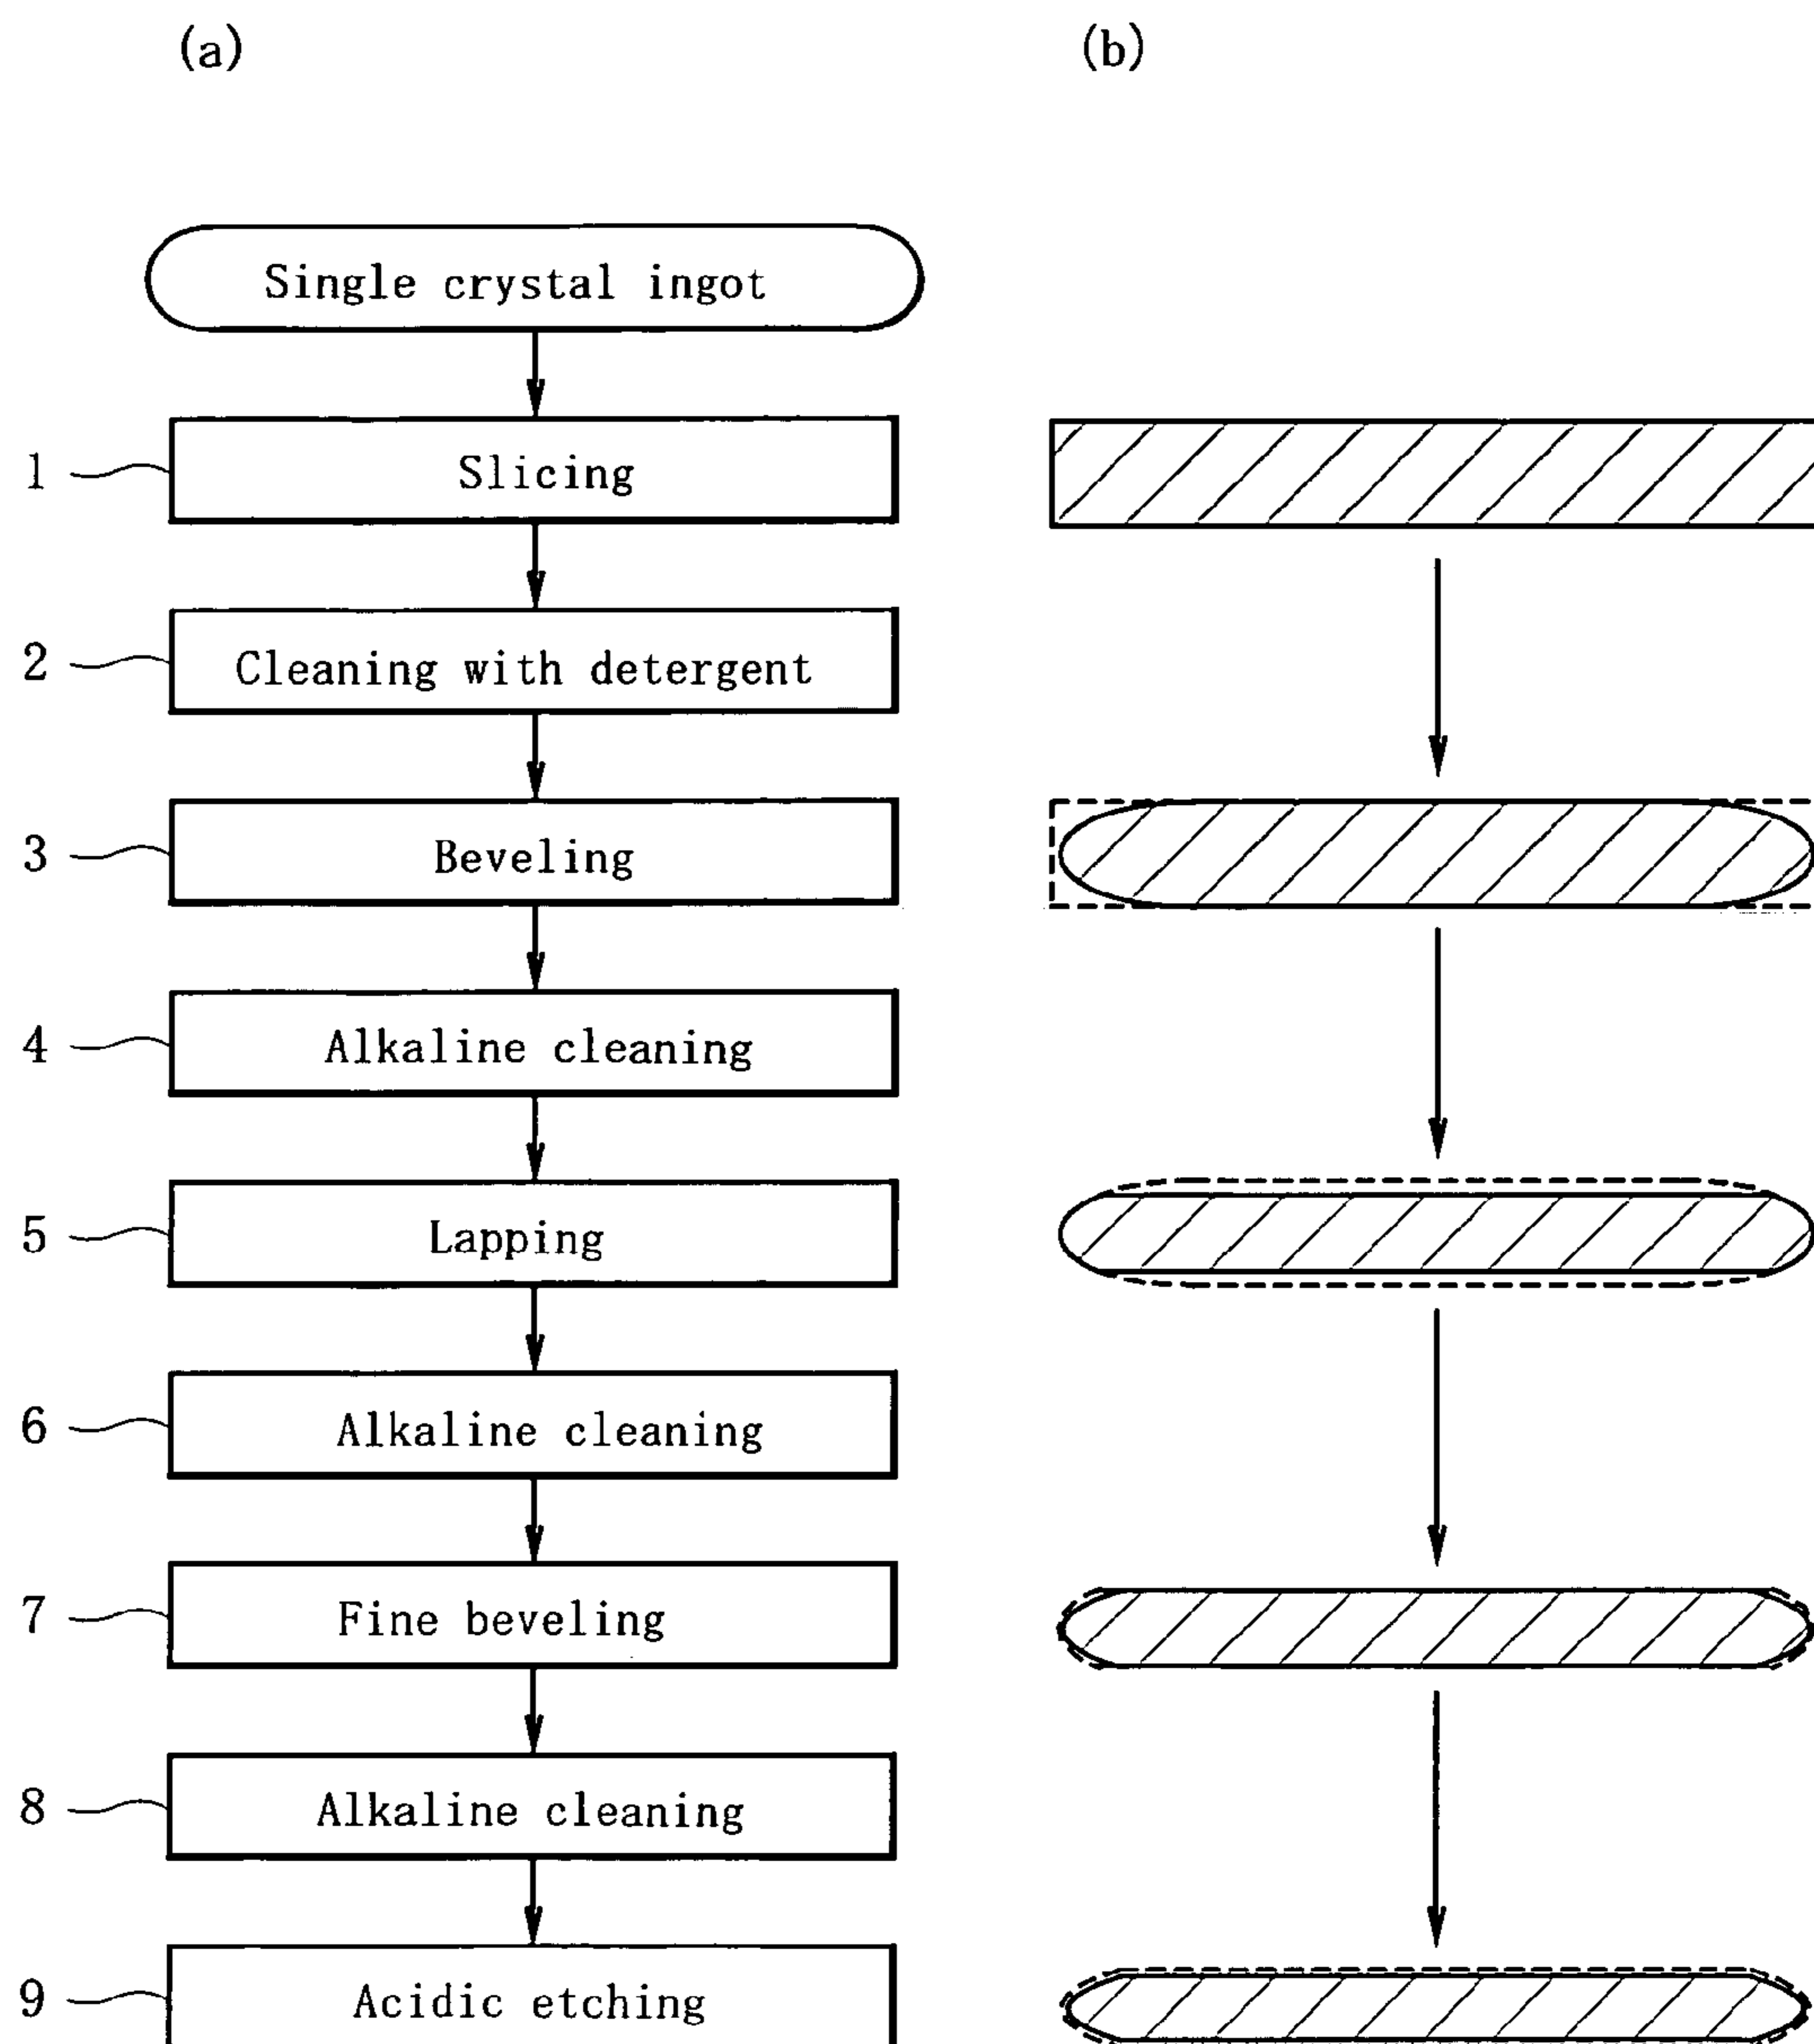 (a)
(b)
Single crystal ingot
1 Slicing
2 Cleaning with detergent
3 Beveling
4 Alkaline cleaning
5 Lapping
6 Alkaline cleaning
7 Fine beveling
8 Alkaline cleaning
9 Acidic etching